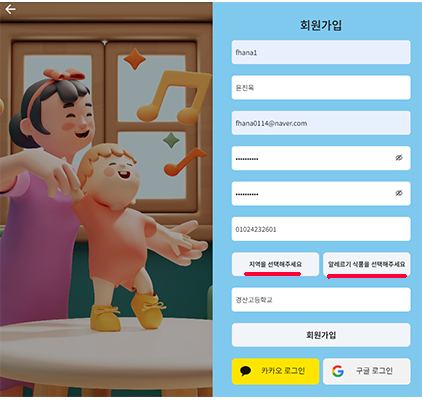 회원가입
fhana1
윤진옥
fhana0114@naver.com
••••••••••
••••••••••
01024232601
지역을 선택해주세요
알레르기 식품을 선택해주세요
경산고등학교
회원가입
카카오 로그인
구글 로그인